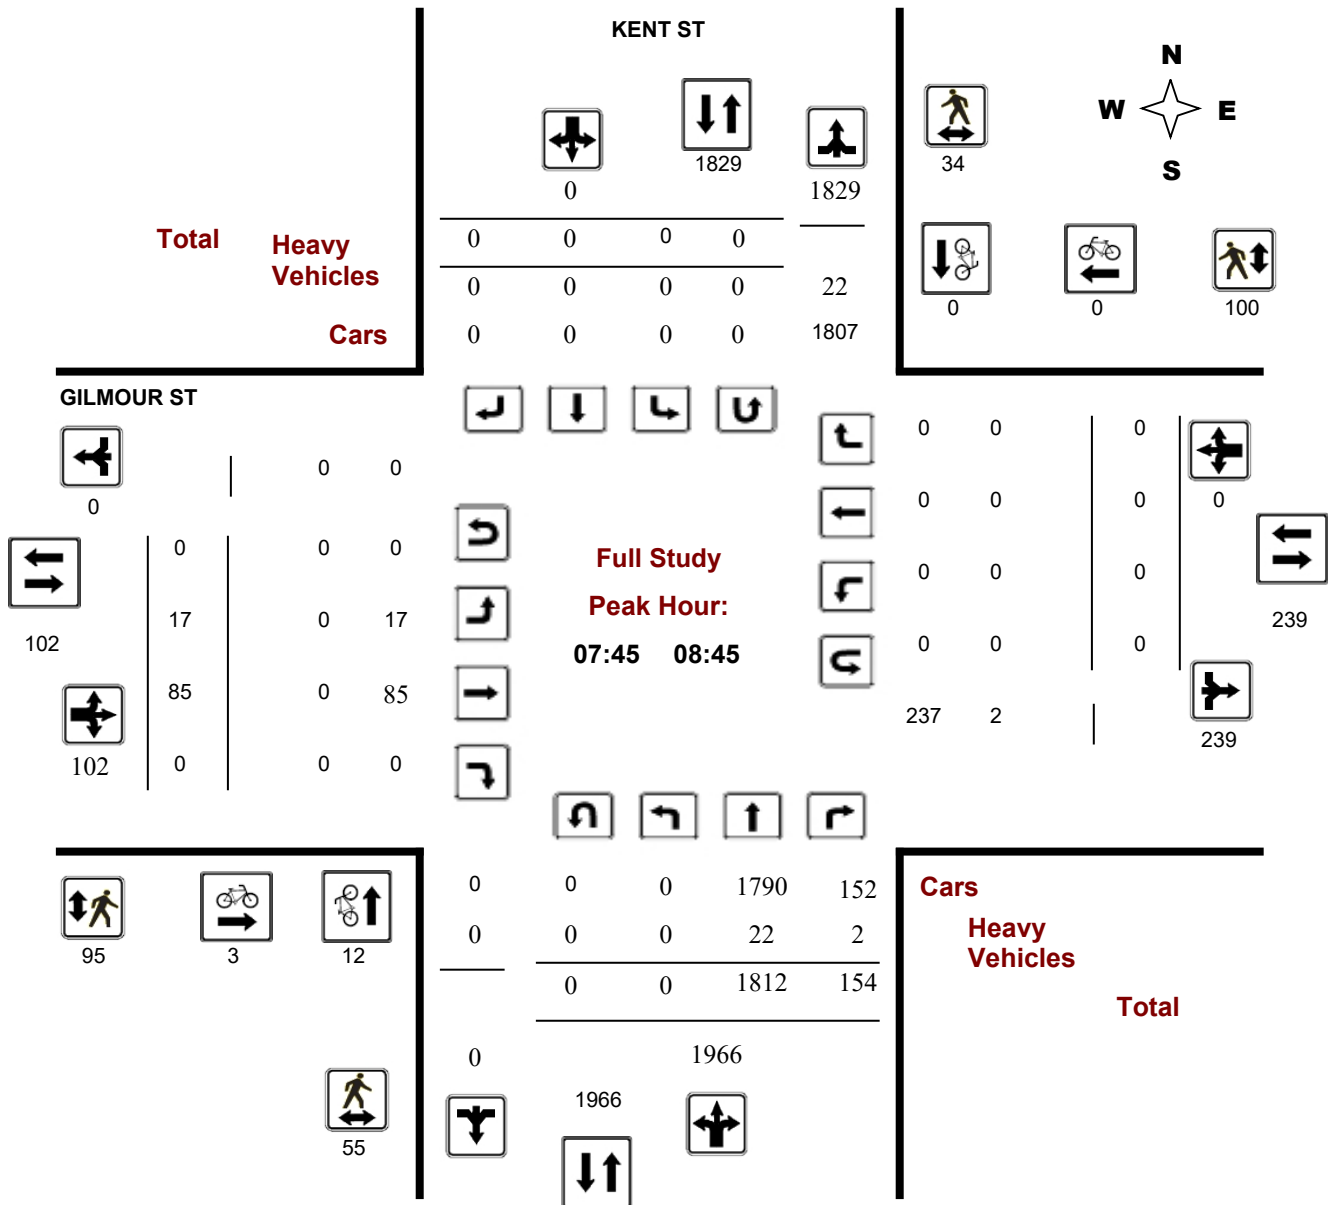 KENT ST
N
W E
S
1829
34
0 1829
Total Heavy Vehicles Cars
0 0 0 0
0 0 0 0 22
0 0 0 0 1807
0 0 100
GILMOUR ST
0 0
0
0 0 0
17 0 17
102
85 0 85
102
0 0 0
Full Study
Peak Hour:
07:45 08:45
0 0 0
0 0 0 0
0 0 0
239
0 0 0
237 2
239
95 3 12
0 0 0 1790 152
0 0 0 22 2
0 0 1812 154
0 1966
1966
55
Cars
Heavy
Vehicles
Total